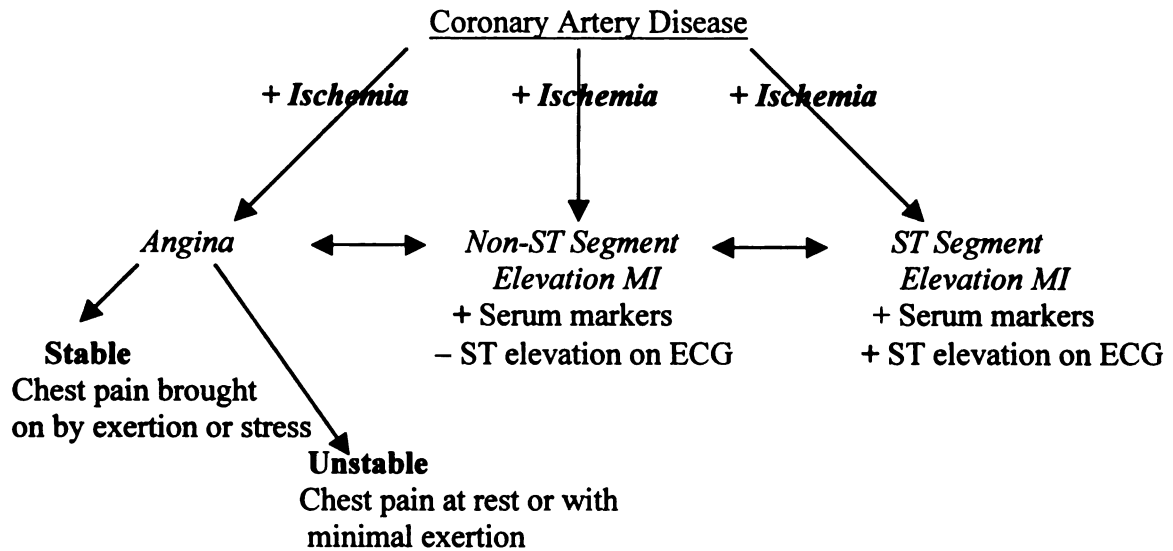 Coronary Artery Disease
+ Ischemia
+ Ischemia
+ Ischemia
Angina
Non-ST Segment
Elevation MI
+ Serum markers
– ST elevation on ECG
ST Segment
Elevation MI
+ Serum markers
+ ST elevation on ECG
Stable
Chest pain brought
on by exertion or stress
Unstable
Chest pain at rest or with
minimal exertion